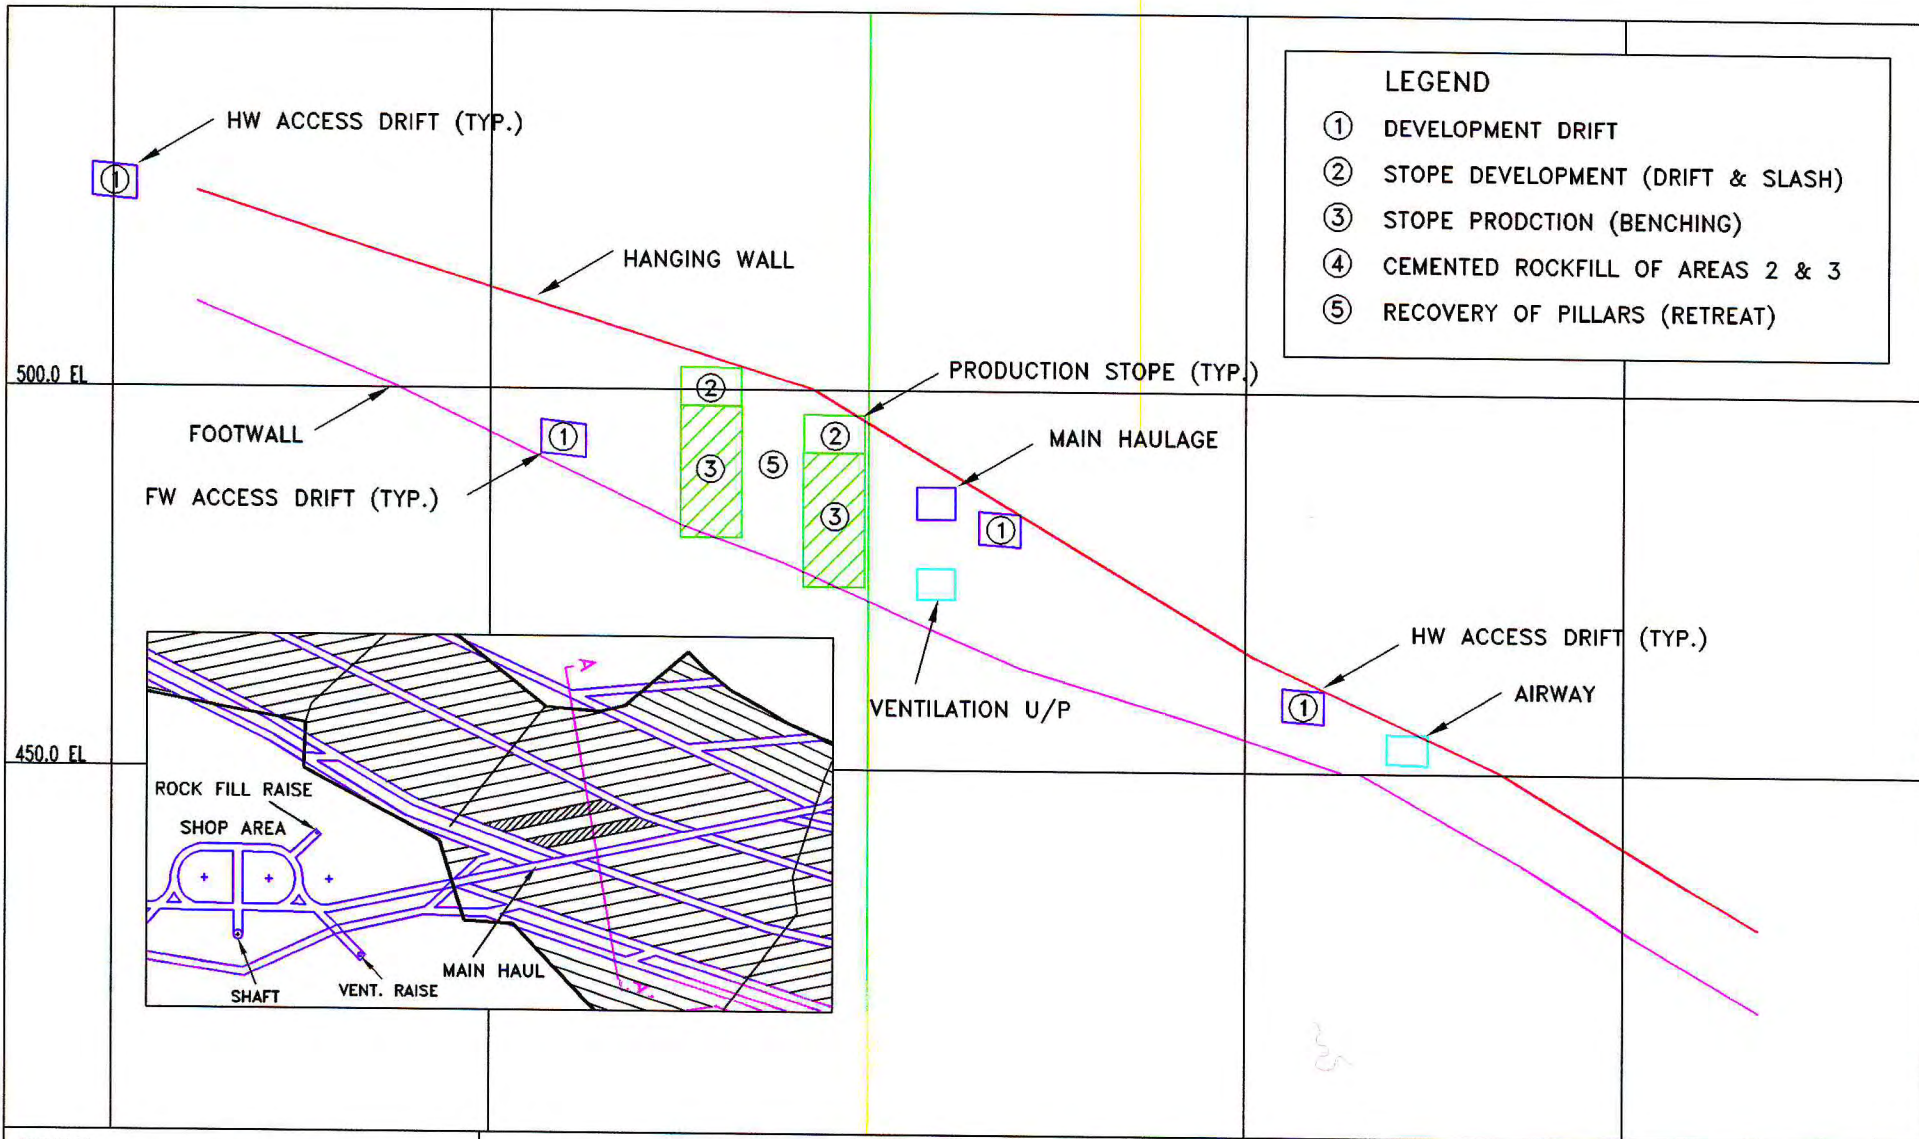 LEGEND
① DEVELOPMENT DRIFT
② STOPE DEVELOPMENT (DRIFT & SLASH)
③ STOPE PRODCTION (BENCHING)
④ CEMENTED ROCKFILL OF AREAS 2 & 3
⑤ RECOVERY OF PILLARS (RETREAT)
HW ACCESS DRIFT (TYP.)
①
HANGING WALL
500.0 EL
PRODUCTION STOPE (TYP.)
②
FOOTWALL
①
②
MAIN HAULAGE
③
⑤
FW ACCESS DRIFT (TYP.)
③
①
HW ACCESS DRIFT (TYP.)
AIRWAY
VENTILATION U/P
①
450.0 EL
A
ROCK FILL RAISE
SHOP AREA
MAIN HAUL
VENT. RAISE
SHAFT
A'